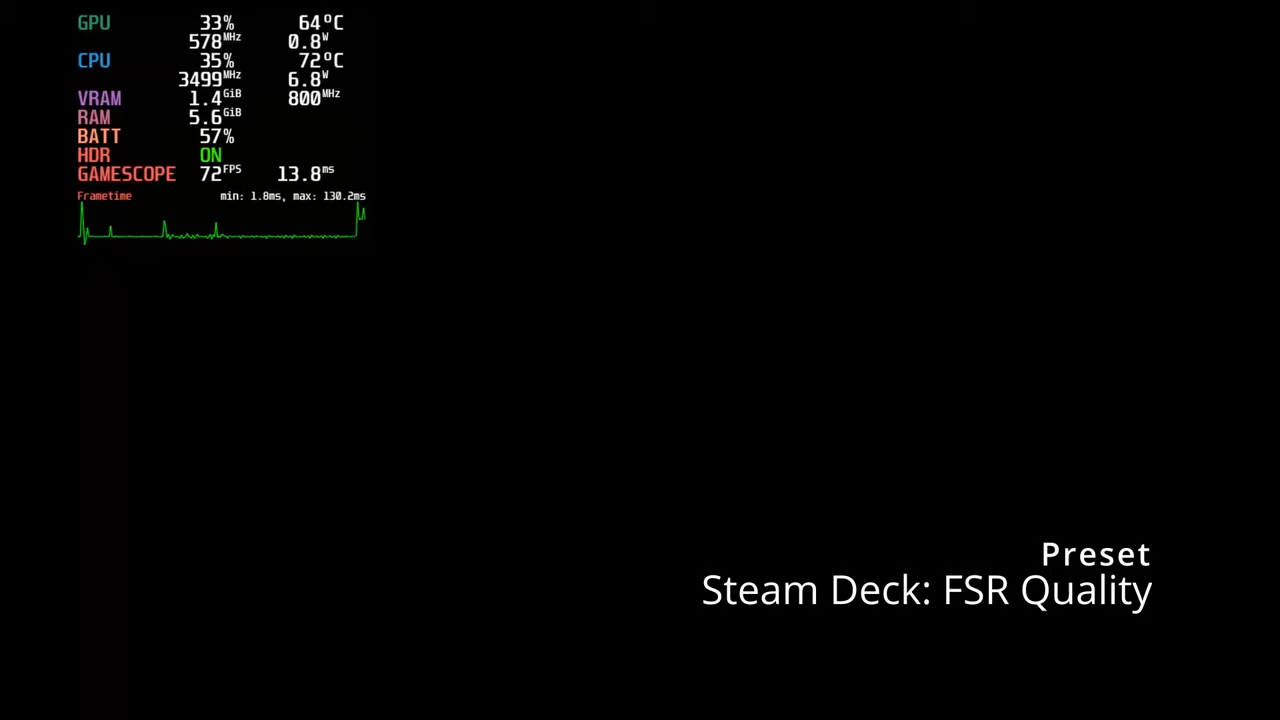 GPU 33% 64°C
578MHz 0.8W
CPU 35% 72°C
3499MHz 6.8W
VRAM 1.4GiB 800MHz
RAM 5.6GiB
BATT 57%
HDR ON
GAMESCOPE 72FPS 13.8ms
Frametime min: 1.8ms, max: 130.2ms
Preset
Steam Deck: FSR Quality